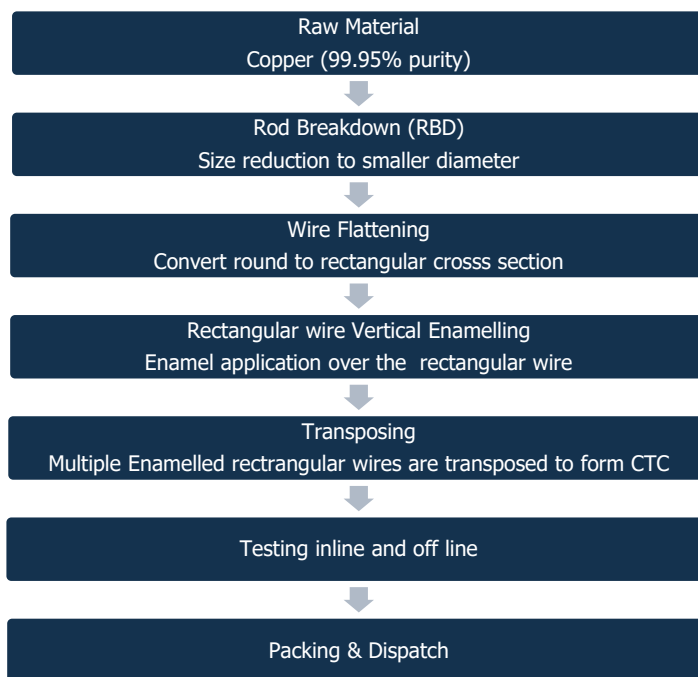 Raw Material
Copper (99.95% purity)
Rod Breakdown (RBD)
Size reduction to smaller diameter
Wire Flattening
Convert round to rectangular crosss section
Rectangular wire Vertical Enamelling
Enamel application over the rectangular wire
Transposing
Multiple Enamelled rectrangular wires are transposed to form CTC
Testing inline and off line
Packing & Dispatch